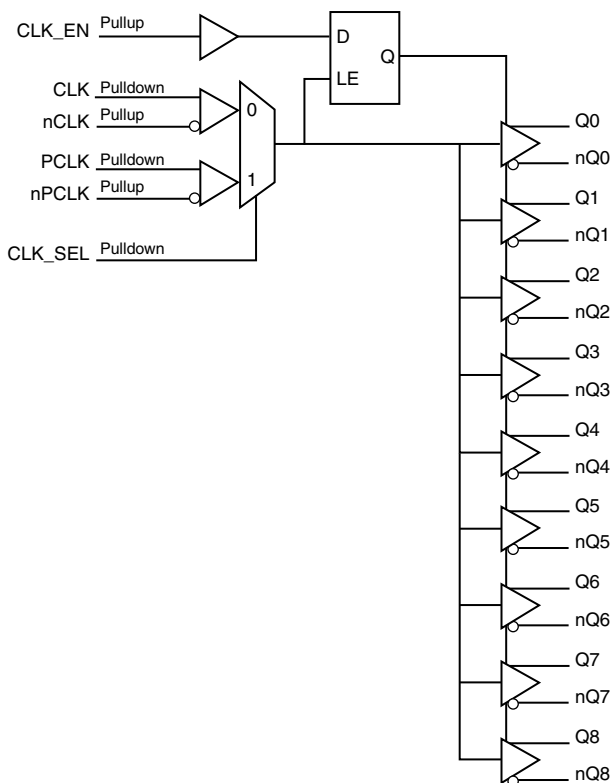 CLK_EN Pullup
D
Q
LE
CLK Pulldown
nCLK Pullup
0
PCLK Pulldown
nPCLK Pullup
1
CLK_SEL Pulldown
Q0
nQ0
Q1
nQ1
Q2
nQ2
Q3
nQ3
Q4
nQ4
Q5
nQ5
Q6
nQ6
Q7
nQ7
Q8
nQ8